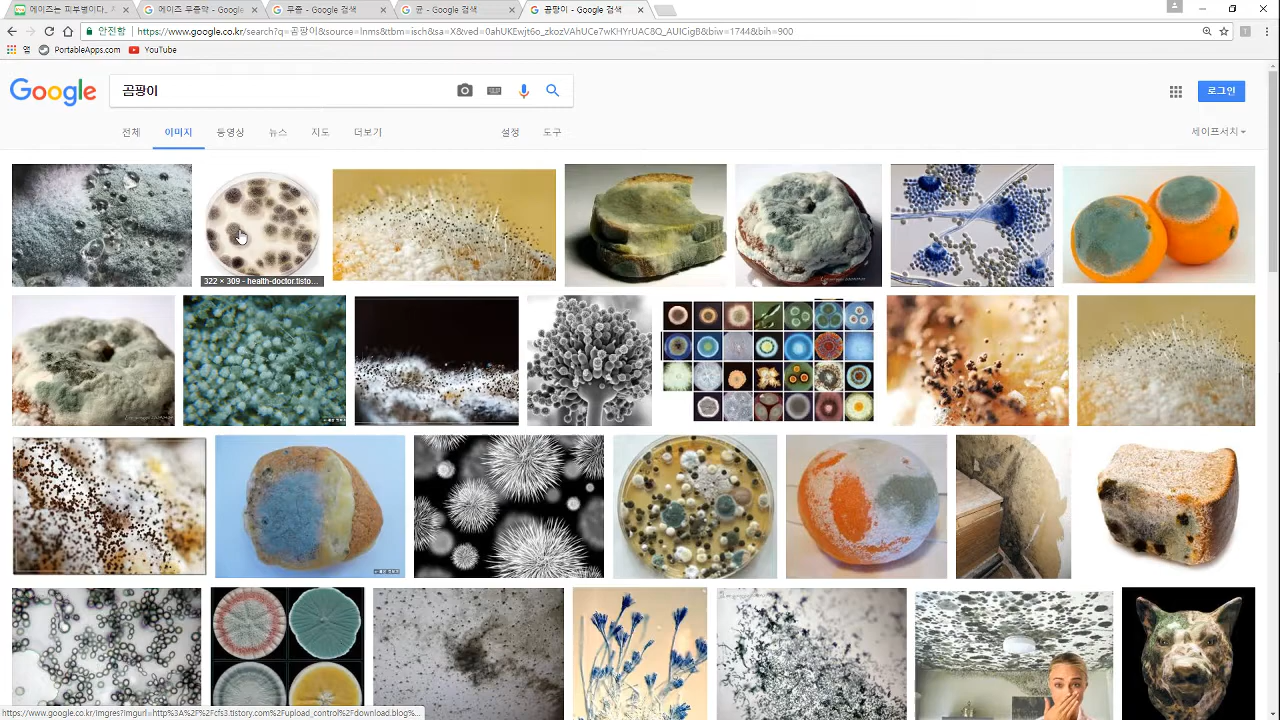 에이즈는 피부병이다.
에이즈 무좀약 - Google
무좀 - Google 검색
균 - Google 검색
곰팡이 - Google 검색
안전함
https://www.google.co.kr/search?q=곰팡이&source=lnms&tbm=isch&sa=X&ved=0ahUKEwjt6o_zkozVAhUCe7wKHYrUAC8Q_AUICigB&biw=1744&bih=900
앱
PortableApps.com
YouTube
Google
곰팡이
로그인
전체
이미지
동영상
뉴스
지도
더보기
설정
도구
세이프서치
322 × 309 - health-doctor.tisto...
https://www.google.co.kr/imgres?imgurl=http%3A%2F%2Fcfs3.tistory.com%2Fupload_control%2Fdownload.blog%...